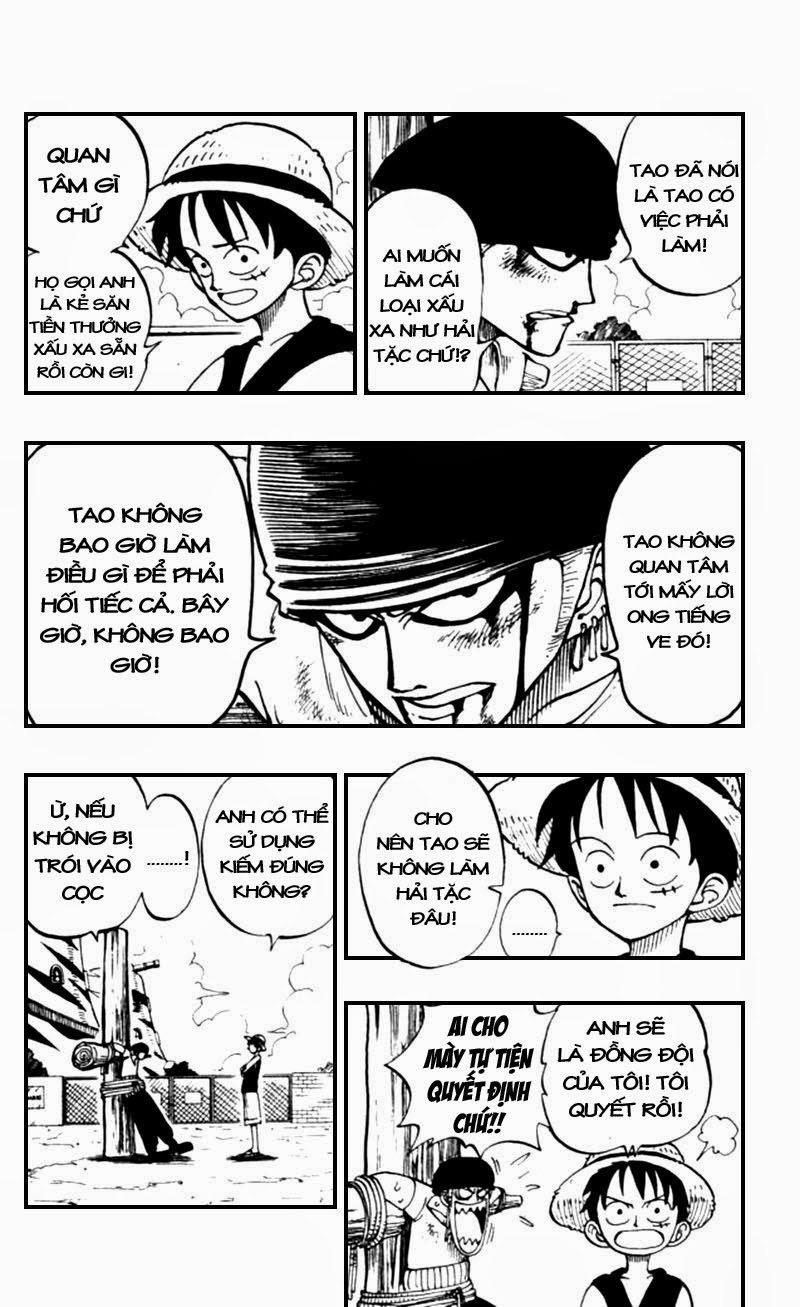 TAO ĐÃ NÓI
LÀ TAO CÓ
VIỆC PHẢI
LÀM!
AI MUỐN
LÀM CÁI
LOẠI XẤU
XA NHƯ HẢI
TẶC CHỨ!?
QUAN
TÂM GÌ
CHỨ
HỌ GỌI ANH
LÀ KẺ SĂN
TIỀN THƯỞNG
XẤU XA SẴN
RỒI CÒN GI!
TAO KHÔNG
QUAN TÂM
TỚI MẤY LỜI
ONG TIẾNG
VE ĐÓ!
TAO KHÔNG
BAO GIỜ LÀM
ĐIỀU GÌ ĐỂ PHẢI
HỐI TIẾC CẢ. BÂY
GIỜ, KHÔNG BAO
GIỜ!
CHO
NÊN TAO SẼ
KHÔNG LÀM
HẢI TẶC
ĐÂU!
.........
ANH CÓ THỂ
SỬ DỤNG
KIẾM ĐÚNG
KHÔNG?
........!
Ừ, NẾU
KHÔNG BỊ
TRÓI VÀO
CỌC
ANH SẼ
LÀ ĐỒNG ĐỘI
CỦA TÔI! TÔI
QUYẾT RỒI!
AI CHO
MÀY TỰ TIỆN
QUYẾT ĐỊNH
CHỨ!!